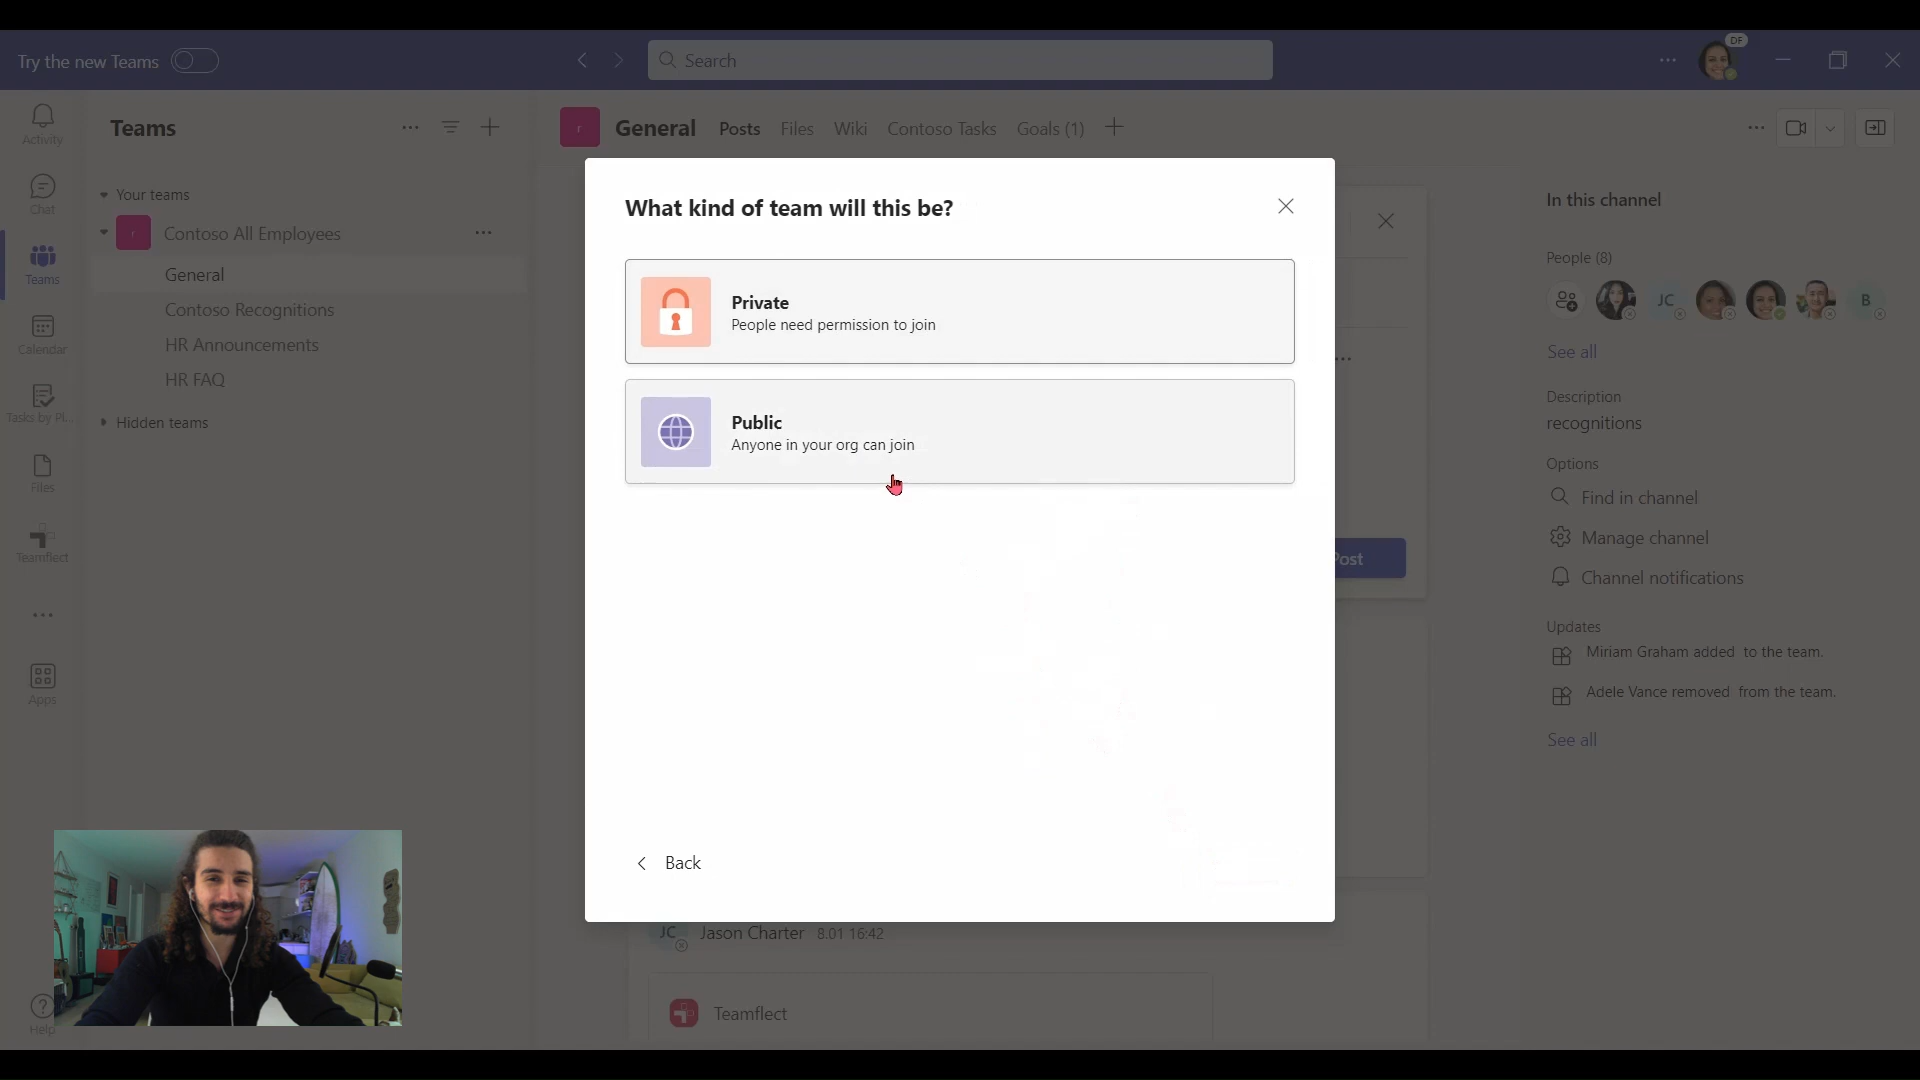 Try the new Teams
Search
DF
Activity
Chat
Teams
Calendar
Tasks by Pl...
Files
Teamflect
Apps
Help
Teams
Your teams
r
Contoso All Employees
General
Contoso Recognitions
HR Announcements
HR FAQ
Hidden teams
r
General
Posts
Files
Wiki
Contoso Tasks
Goals (1)
What kind of team will this be?
Private
People need permission to join
Public
Anyone in your org can join
Back
JC
Jason Charter
8.01 16:42
Teamflect
In this channel
People (8)
JC
B
See all
Description
recognitions
Options
Find in channel
Manage channel
Channel notifications
Updates
Miriam Graham added to the team.
Adele Vance removed from the team.
See all